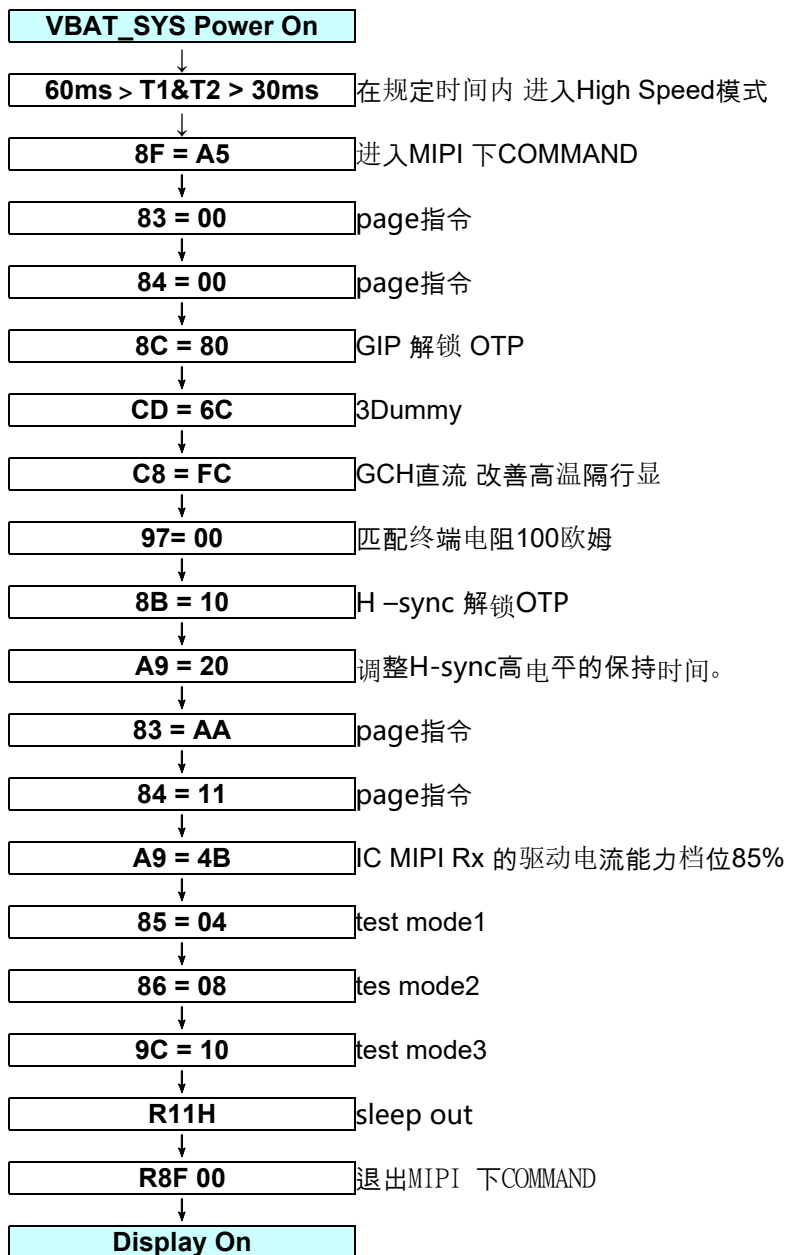 VBAT_SYS Power On
↓
60ms > T1&T2 > 30ms 在规定时间内 进入High Speed模式
↓
8F = A5 进入MIPI 下COMMAND
↓
83 = 00 page指令
↓
84 = 00 page指令
↓
8C = 80 GIP 解锁 OTP
↓
CD = 6C 3Dummy
↓
C8 = FC GCH直流 改善高温隔行显
↓
97= 00 匹配终端电阻100欧姆
↓
8B = 10 H –sync 解锁OTP
↓
A9 = 20 调整H-sync高电平的保持时间。
↓
83 = AA page指令
↓
84 = 11 page指令
↓
A9 = 4B IC MIPI Rx 的驱动电流能力档位85%
↓
85 = 04 test mode1
↓
86 = 08 tes mode2
↓
9C = 10 test mode3
↓
R11H sleep out
↓
R8F 00 退出MIPI 下COMMAND
↓
Display On